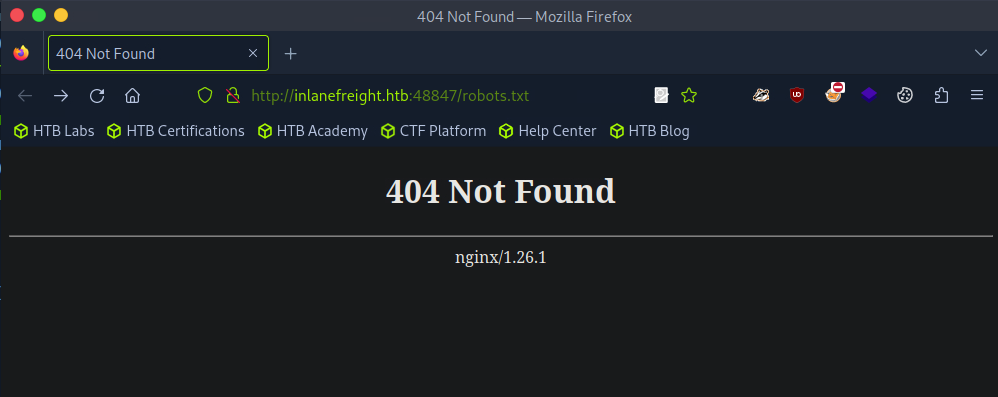 404 Not Found — Mozilla Firefox
404 Not Found
http://inlanefreight.htb:48847/robots.txt
HTB Labs HTB Certifications HTB Academy CTF Platform Help Center HTB Blog
404 Not Found
nginx/1.26.1